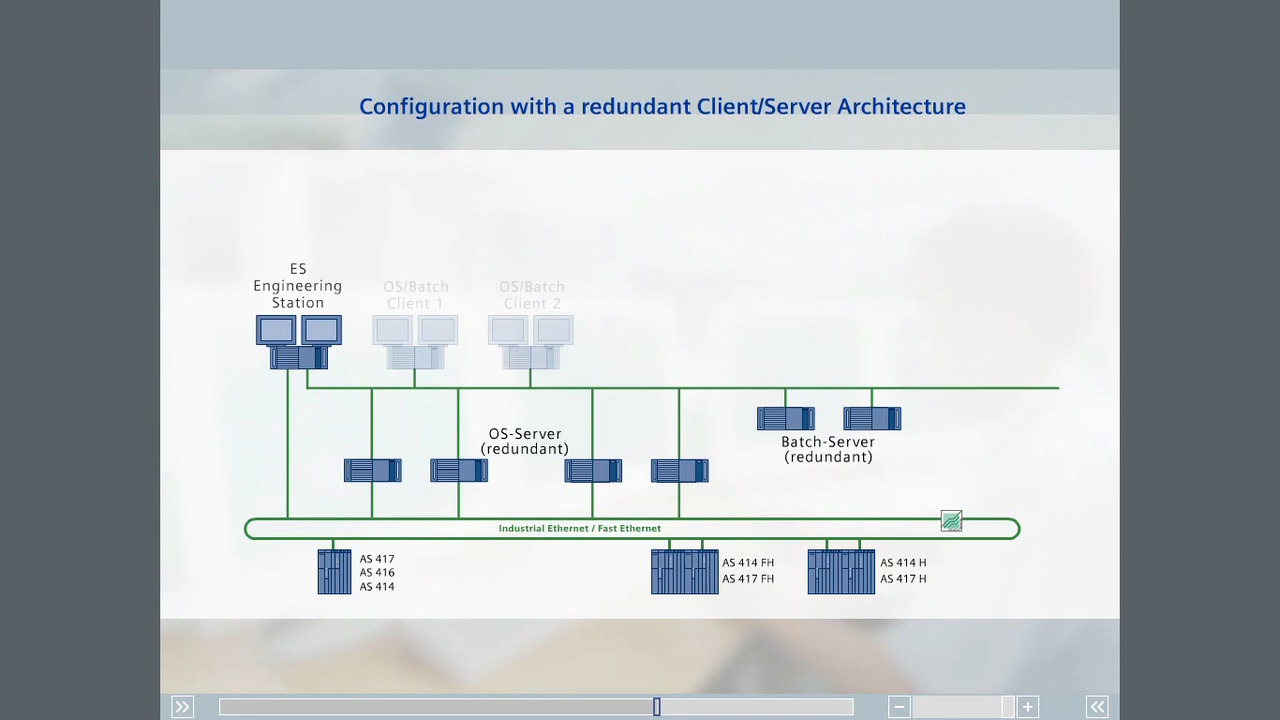 Configuration with a redundant Client/Server Architecture
ES
Engineering
Station
OS/Batch
Client 1
OS/Batch
Client 2
OS-Server
(redundant)
Batch-Server
(redundant)
Industrial Ethernet / Fast Ethernet
AS 417
AS 416
AS 414
AS 414 FH
AS 417 FH
AS 414 H
AS 417 H